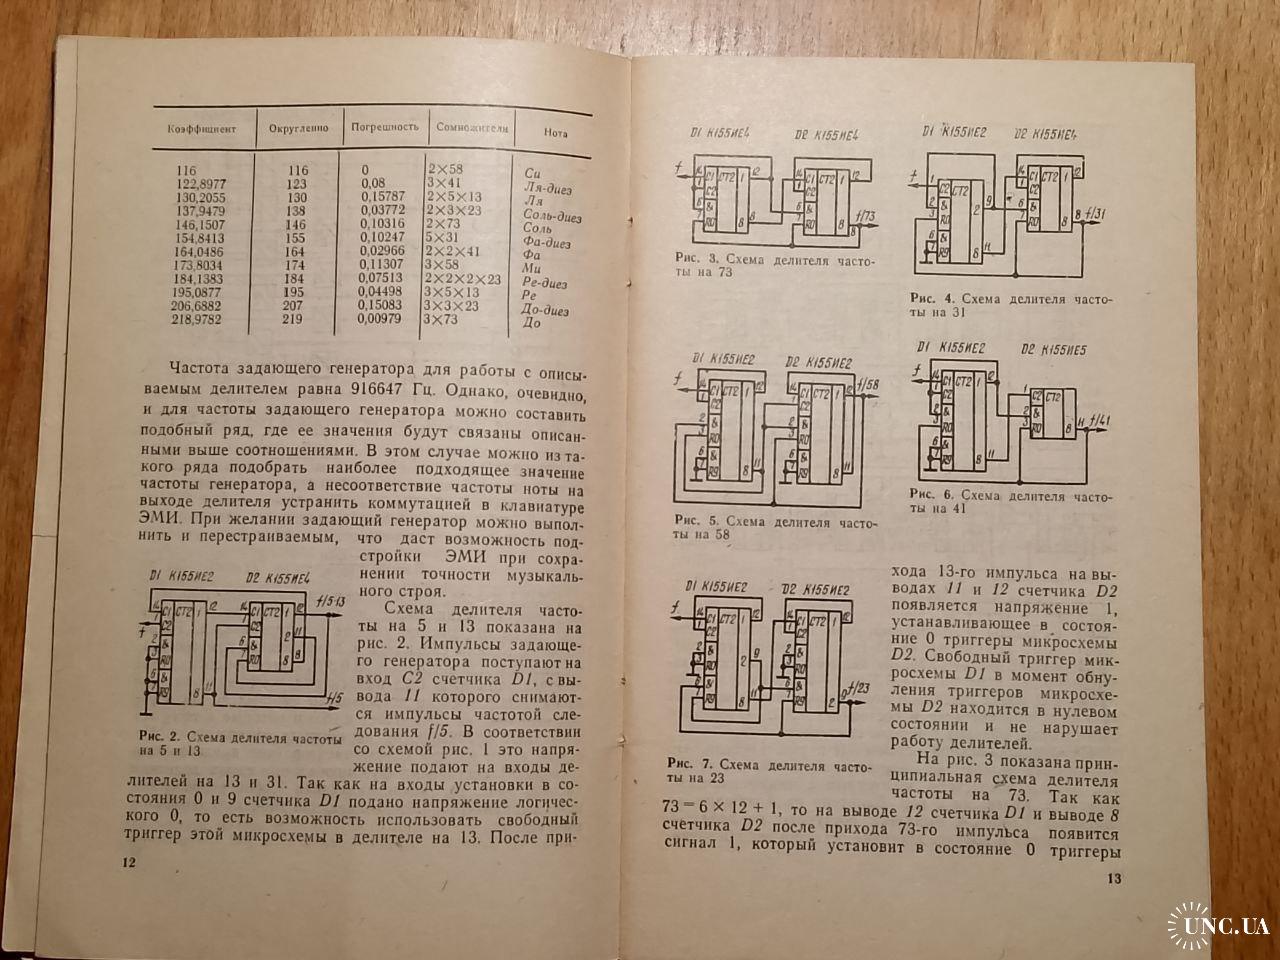 Коэффициент Округленно Погрешность Сомножители Нота
116 116 0 2×58 Си
122,8977 123 0,08 3×41 Ля-диез
130,2055 130 0,15787 2×5×13 Ля
137,9479 138 0,03772 2×3×23 Соль-диез
146,1507 146 0,10316 2×73 Соль
154,8413 155 0,10247 5×31 Фа-диез
164,0486 164 0,02966 2×2×41 Фа
173,8034 174 0,11307 3×58 Ми
184,1383 184 0,07513 2×2×2×23 Ре-диез
195,0877 195 0,04498 3×5×13 Ре
206,6882 207 0,15083 3×3×23 До-диез
218,9782 219 0,00979 3×73 До
Частота задающего генератора для работы с описы-
ваемым делителем равна 916647 Гц. Однако, очевидно,
и для частоты задающего генератора можно составить
подобный ряд, где ее значения будут связаны описан-
ными выше соотношениями. В этом случае можно из та-
кого ряда подобрать наиболее подходящее значение
частоты генератора, а несоответствие частоты ноты на
выходе делителя устранить коммутацией в клавиатуре
ЭМИ. При желании задающий генератор можно выпол-
нить и перестраиваемым, что даст возможность под-
стройки ЭМИ при сохра-
нении точности музыкаль-
ного строя.
Схема делителя часто-
ты на 5 и 13 показана на
рис. 2. Импульсы задающе-
го генератора поступают на
вход С2 счетчика D1, с вы-
вода 11 которого снимают-
ся импульсы частотой сле-
дования f/5. В соответствии
со схемой рис. 1 это напря-
жение подают на входы де-
D1 К155ИЕ2 D2 К155ИЕ4
f/5·13
f/5
Рис. 2. Схема делителя частоты
на 5 и 13
лителей на 13 и 31. Так как на входы установки в со-
стояния 0 и 9 счетчика D1 подано напряжение логичес-
кого 0, то есть возможность использовать свободный
триггер этой микросхемы в делителе на 13. После при-
12
D1 К155ИЕ4 D2 К155ИЕ4
f/73
Рис. 3. Схема делителя часто-
ты на 73
D1 К155ИЕ2 D2 К155ИЕ4
f/31
Рис. 4. Схема делителя часто-
ты на 31
D1 К155ИЕ2 D2 К155ИЕ2
f/58
Рис. 5. Схема делителя часто-
ты на 58
D1 К155ИЕ2 D2 К155ИЕ5
f/41
Рис. 6. Схема делителя часто-
ты на 41
D1 К155ИЕ2 D2 К155ИЕ2
f/23
Рис. 7. Схема делителя часто-
ты на 23
хода 13-го импульса на вы-
водах 11 и 12 счетчика D2
появляется напряжение 1,
устанавливающее в состоя-
ние 0 триггеры микросхемы
D2. Свободный триггер мик-
росхемы D1 в момент обну-
ления триггеров микросхе-
мы D2 находится в нулевом
состоянии и не нарушает
работу делителей.
На рис. 3 показана прин-
ципиальная схема делителя
частоты на 73. Так как
73 = 6 × 12 + 1, то на выводе 12 счетчика D1 и выводе 8
счетчика D2 после прихода 73-го импульса появится
сигнал 1, который установит в состояние 0 триггеры
13
UNC.UA